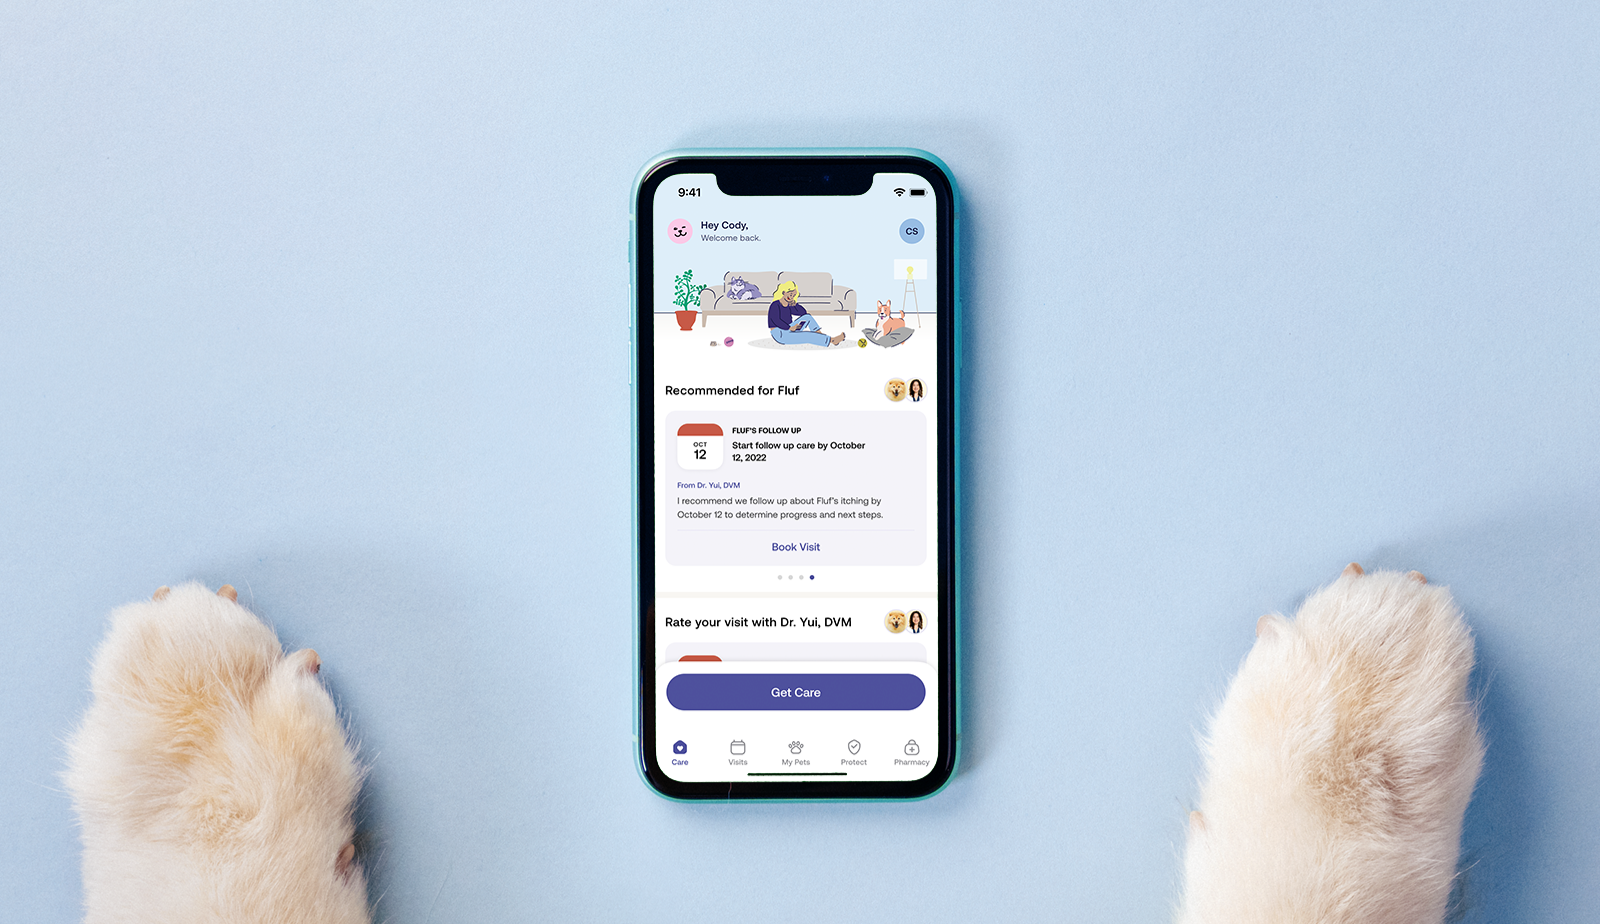 9:41
Hey Cody,
Welcome back.
CS
Recommended for Fluf
OCT
12
FLUF'S FOLLOW UP
Start follow up care by October
12, 2022
From Dr. Yui, DVM
I recommend we follow up about Fluf's itching by
October 12 to determine progress and next steps.
Book Visit
Rate your visit with Dr. Yui, DVM
Get Care
Care
Visits
My Pets
Protect
Pharmacy